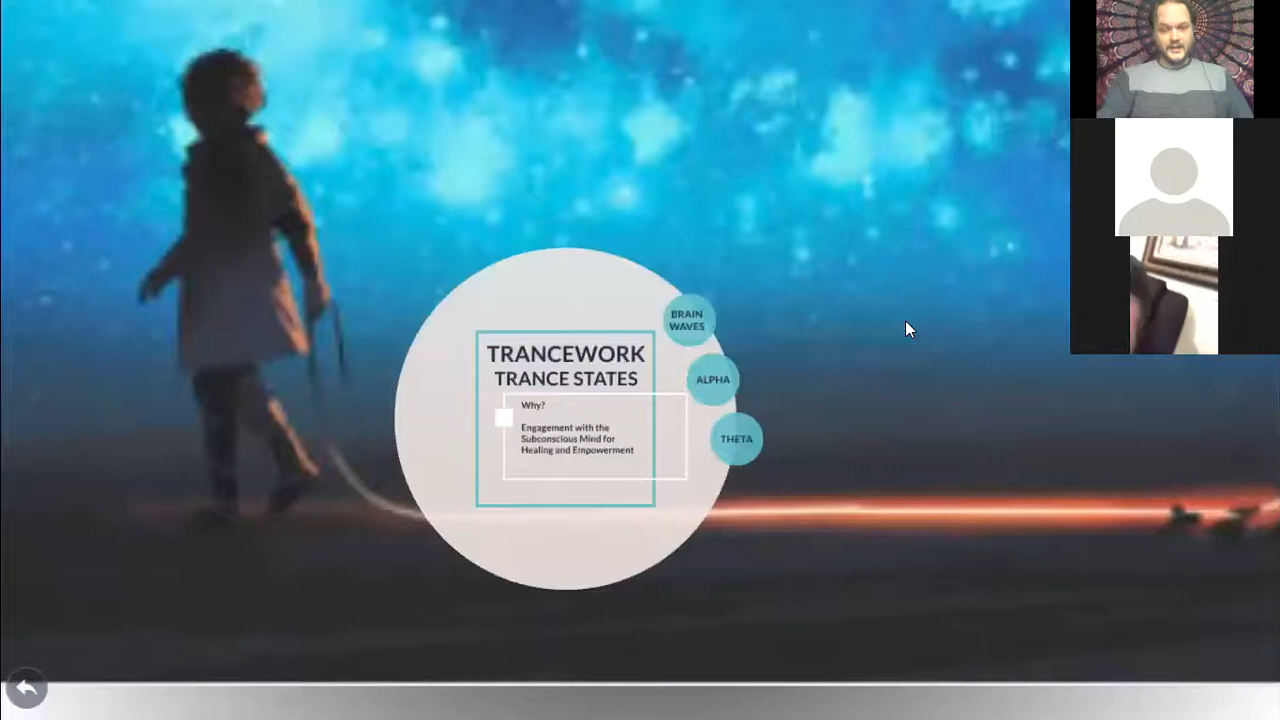 TRANCEWORK
TRANCE STATES
Why?
Engagement with the
Subconscious Mind for
Healing and Empowerment
BRAIN
WAVES
ALPHA
THETA